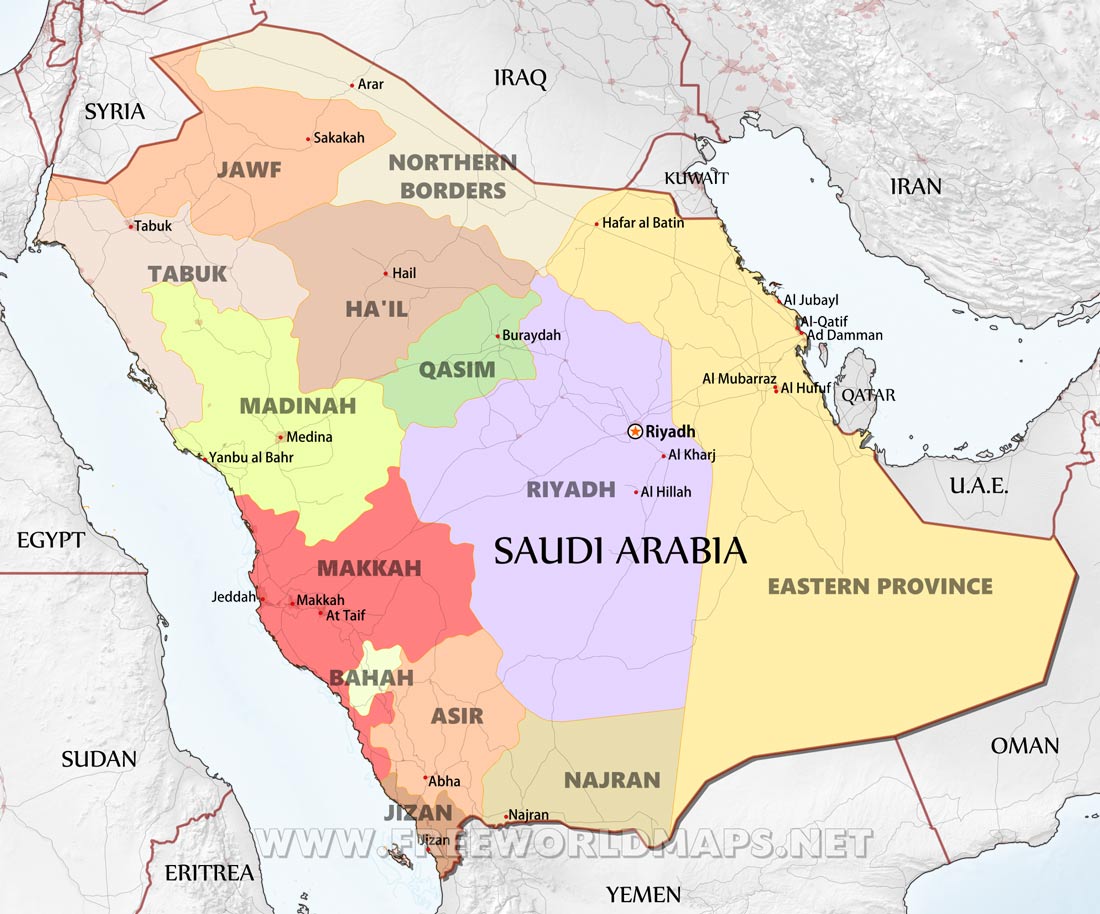 IRAQ
Arar
SYRIA
Sakakah
JAWF
NORTHERN
BORDERS
KUWAIT
IRAN
Tabuk
Hafar al Batin
TABUK
Hail
HA'IL
Al Jubayl
Al-Qatif
Ad Damman
Buraydah
QASIM
Al Mubarraz
Al Hufuf
QATAR
MADINAH
Medina
Riyadh
Yanbu al Bahr
Al Kharj
RIYADH
Al Hillah
U.A.E.
EGYPT
SAUDI ARABIA
MAKKAH
EASTERN PROVINCE
Jeddah
Makkah
At Taif
BAHAH
ASIR
SUDAN
OMAN
Abha
NAJRAN
JIZAN
Najran
Jizan
WWW.FREEWORLDMAPS.NET
ERITREA
YEMEN